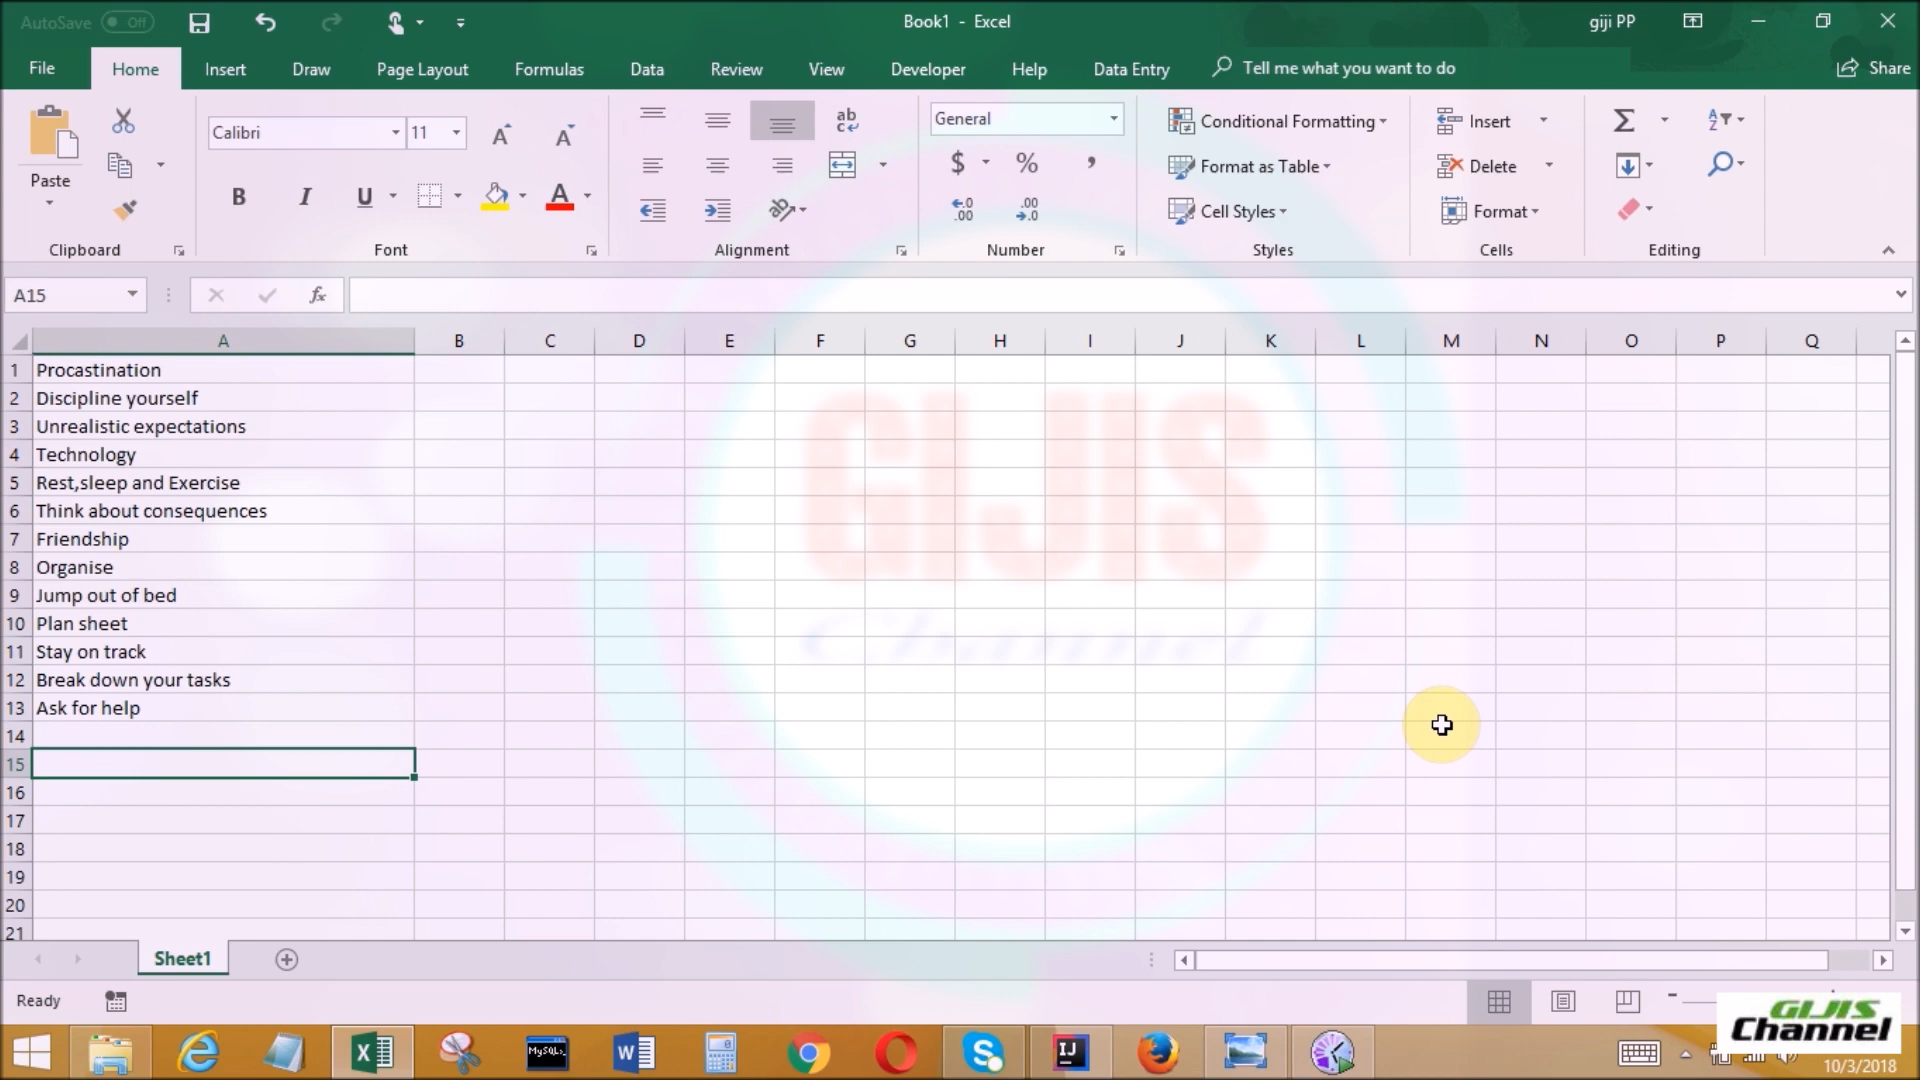 AutoSave Off
Book1 - Excel
giji PP
File Home Insert Draw Page Layout Formulas Data Review View Developer Help Data Entry Tell me what you want to do Share
Paste
Calibri 11
General
Conditional Formatting
Format as Table
Cell Styles
Insert
Delete
Format
Clipboard Font Alignment Number Styles Cells Editing
A15
fx
A B C D E F G H I J K L M N O P Q
1 Procastination
2 Discipline yourself
3 Unrealistic expectations
4 Technology
5 Rest,sleep and Exercise
6 Think about consequences
7 Friendship
8 Organise
9 Jump out of bed
10 Plan sheet
11 Stay on track
12 Break down your tasks
13 Ask for help
14
15
16
17
18
19
20
21
GIJIS
Channel
Sheet1
Ready
GIJIS
Channel
MySQL
10/3/2018